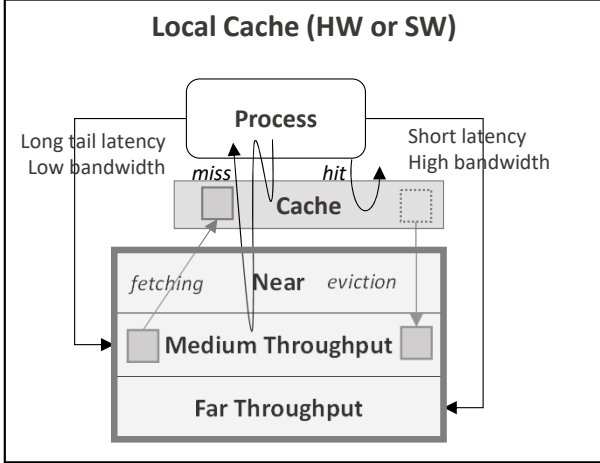 Local Cache (HW or SW)
Process
Long tail latency
Low bandwidth
Short latency
High bandwidth
miss
hit
Cache
fetching
Near
eviction
Medium Throughput
Far Throughput